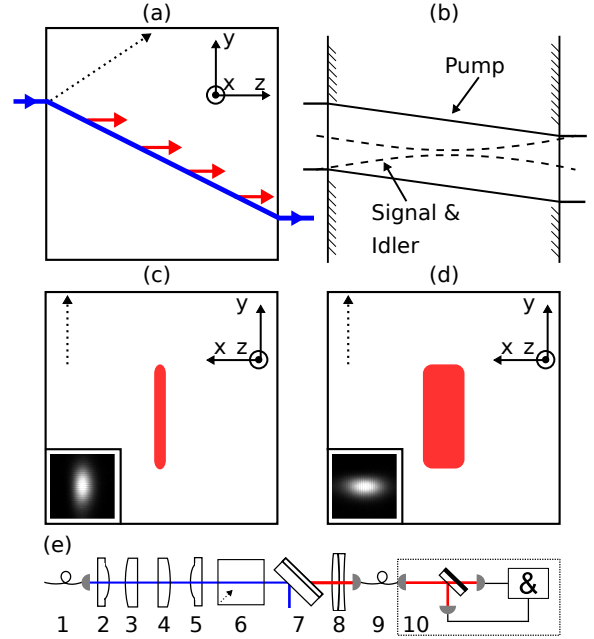 (a)
y
x z
(b)
Pump
Signal &
Idler
(c)
y
x z
(d)
y
x z
(e)
&
1 2 3 4 5 6 7 8 9 10